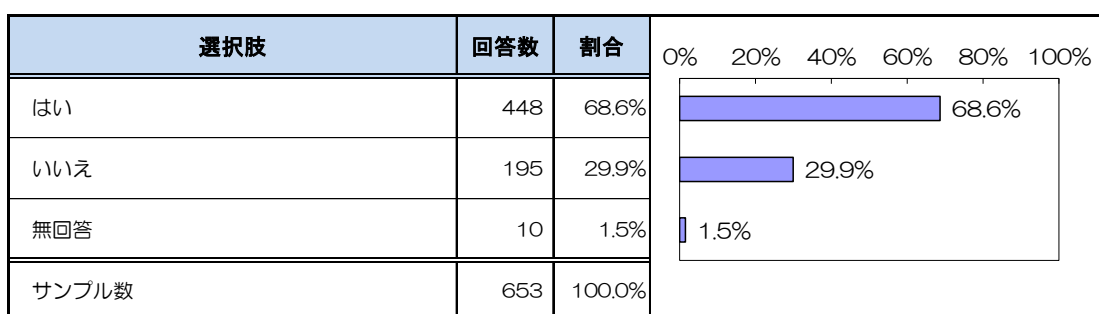 選択肢 回答数 割合
はい 448 68.6%
いいえ 195 29.9%
無回答 10 1.5%
サンプル数 653 100.0%
0% 20% 40% 60% 80% 100%
68.6%
29.9%
1.5%